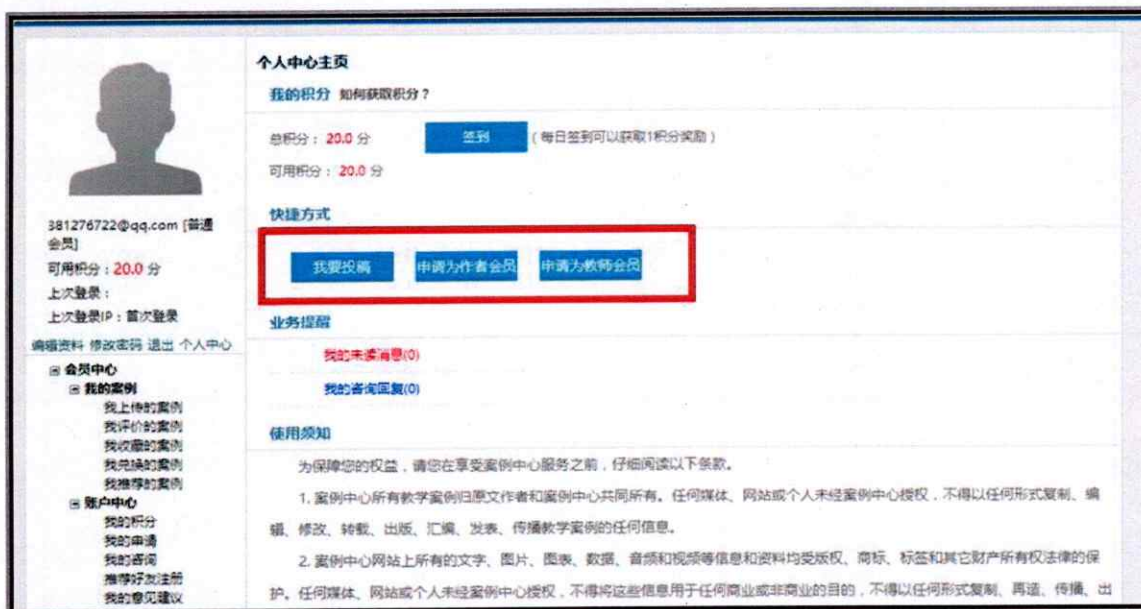 个人中心主页
我的积分 如何获取积分？
总积分：20.0 分 签到 （每日签到可以获取1积分奖励）
可用积分：20.0 分
快捷方式
我要投稿 申请为作者会员 申请为教师会员
业务提醒
我的未读消息(0)
我的咨询回复(0)
使用须知
为保障您的权益，请您在享受案例中心服务之前，仔细阅读以下条款。
1. 案例中心所有教学案例归原文作者和案例中心共同所有。任何媒体、网站或个人未经案例中心授权，不得以任何形式复制、编
辑、修改、转载、出版、汇编、发表、传播教学案例的任何信息。
2. 案例中心网站上所有的文字、图片、图表、数据、音频和视频等信息和资料均受版权、商标、标签和其它财产所有权法律的保
护。任何媒体、网站或个人未经案例中心授权，不得将这些信息用于任何商业或非商业的目的，不得以任何形式复制、再造、传播、出
381276722@qq.com [普通
会员]
可用积分：20.0 分
上次登录：
上次登录IP：首次登录
编辑资料 修改密码 退出 个人中心
会员中心
我的案例
我上传的案例
我评价的案例
我收藏的案例
我兑换的案例
我推荐的案例
账户中心
我的积分
我的申请
我的咨询
推荐好友注册
我的意见建议